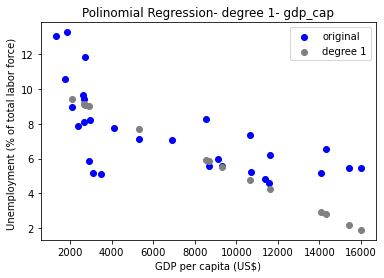 Polinomial Regression- degree 1- gdp_cap
original
degree 1
Unemployment (% of total labor force)
12
10
8
6
4
2
2000 4000 6000 8000 10000 12000 14000 16000
GDP per capita (US$)